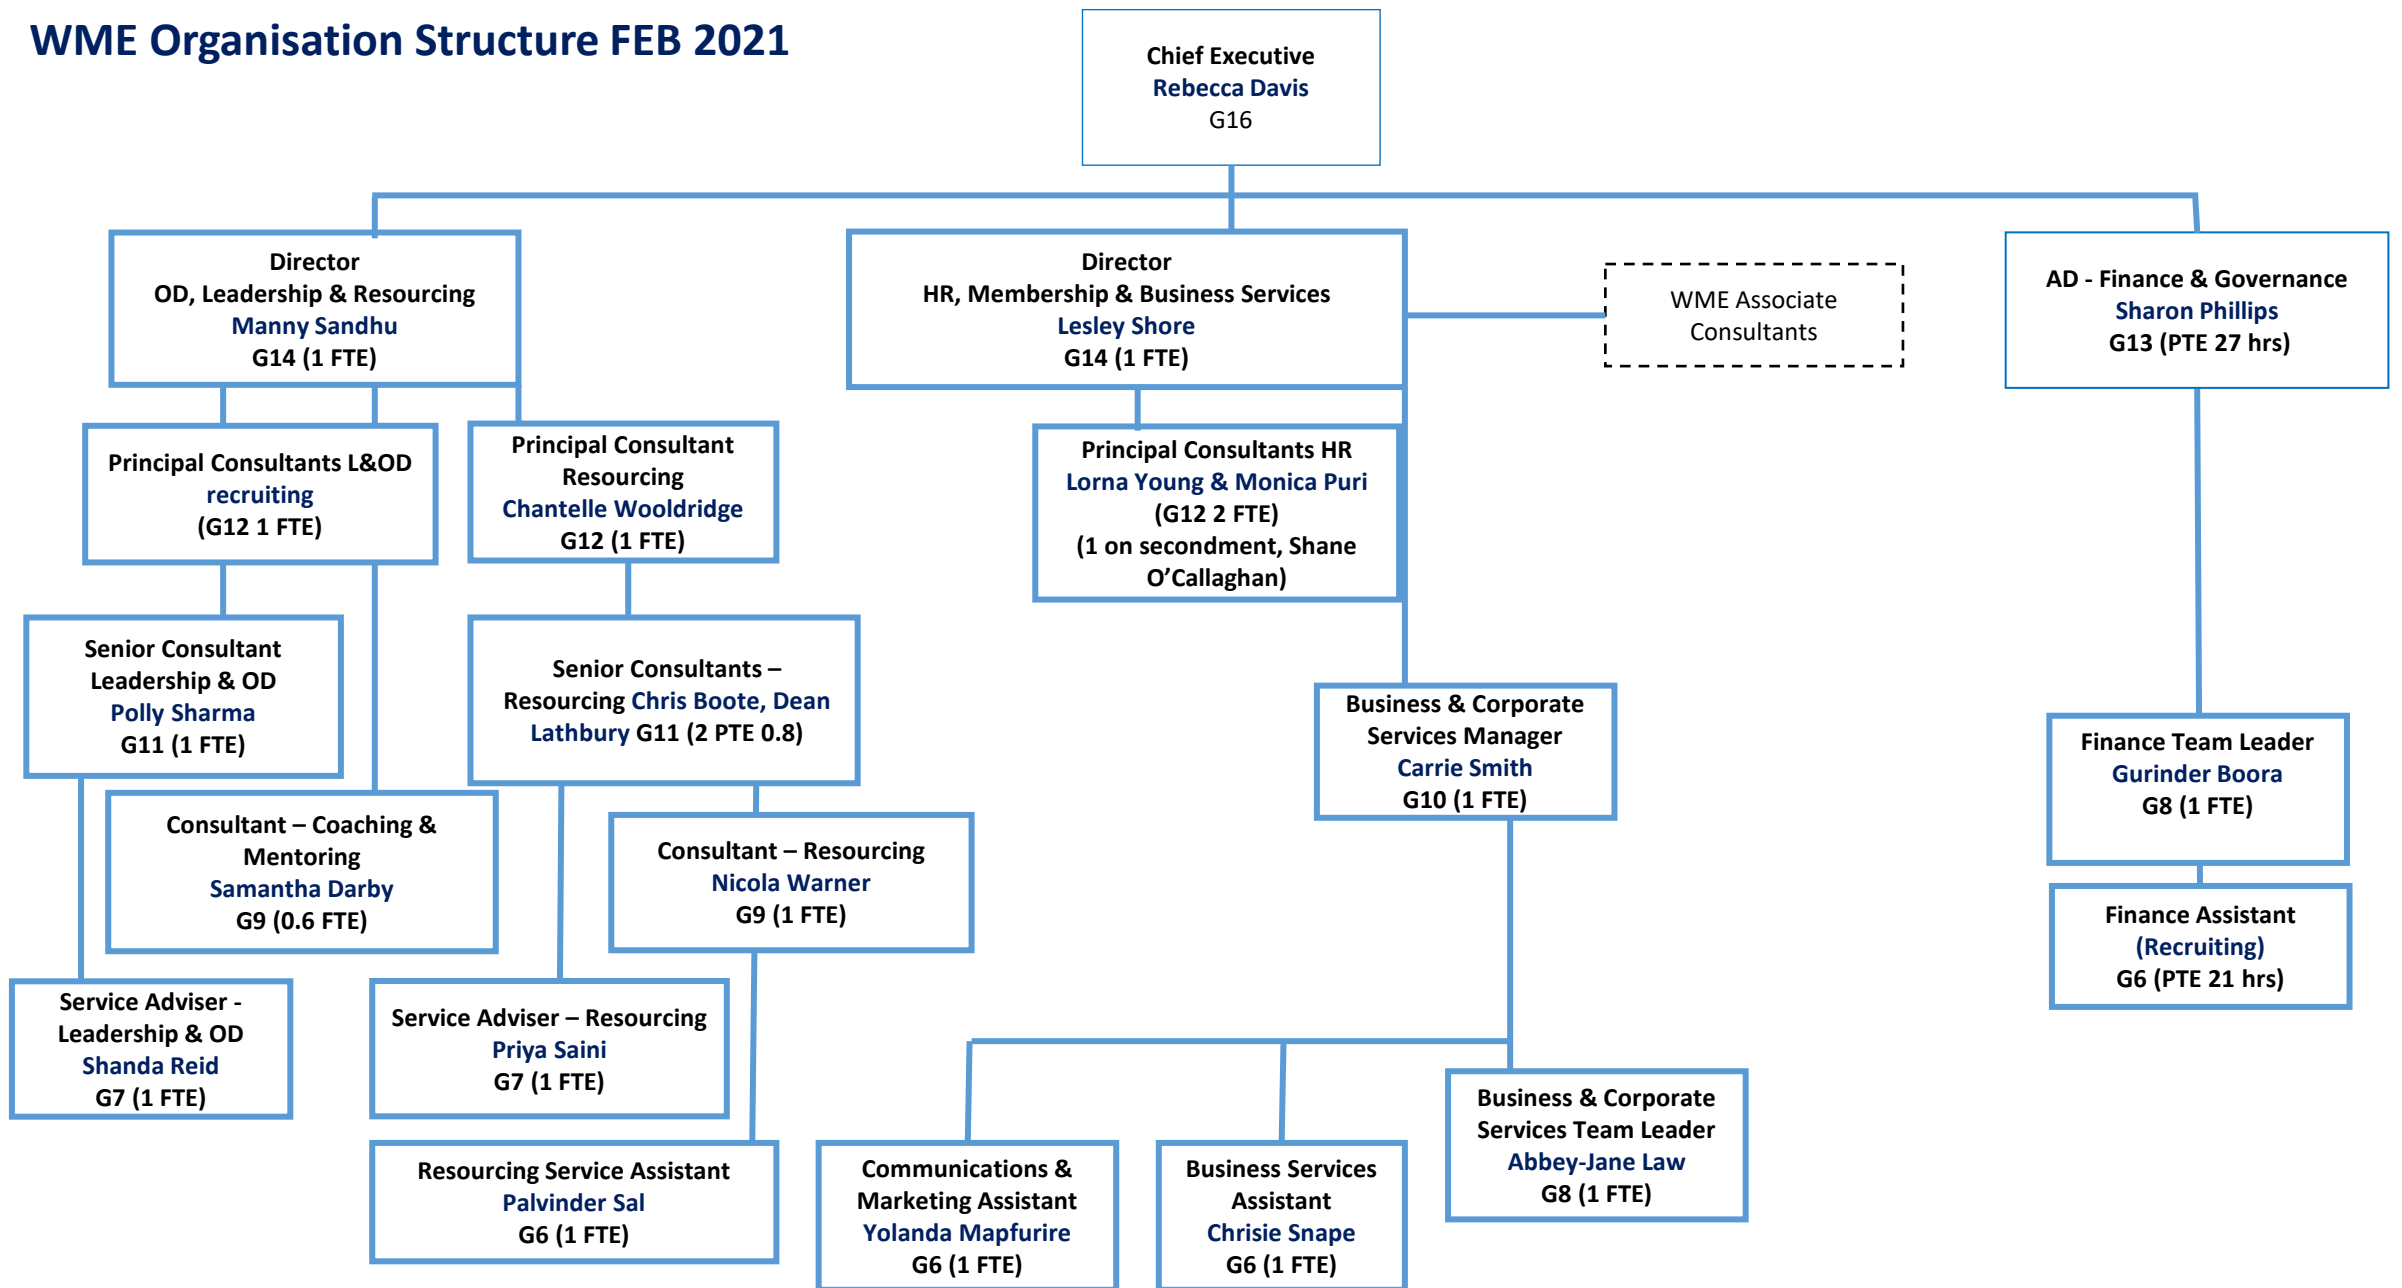 WME Organisation Structure FEB 2021
Chief Executive
Rebecca Davis
G16
Director
OD, Leadership & Resourcing
Manny Sandhu
G14 (1 FTE)
Director
HR, Membership & Business Services
Lesley Shore
G14 (1 FTE)
WME Associate
Consultants
AD - Finance & Governance
Sharon Phillips
G13 (PTE 27 hrs)
Principal Consultants L&OD
recruiting
(G12 1 FTE)
Principal Consultant
Resourcing
Chantelle Wooldridge
G12 (1 FTE)
Principal Consultants HR
Lorna Young & Monica Puri
(G12 2 FTE)
(1 on secondment, Shane
O’Callaghan)
Senior Consultant
Leadership & OD
Polly Sharma
G11 (1 FTE)
Senior Consultants –
Resourcing Chris Boote, Dean
Lathbury G11 (2 PTE 0.8)
Business & Corporate
Services Manager
Carrie Smith
G10 (1 FTE)
Finance Team Leader
Gurinder Boora
G8 (1 FTE)
Consultant – Coaching &
Mentoring
Samantha Darby
G9 (0.6 FTE)
Consultant – Resourcing
Nicola Warner
G9 (1 FTE)
Finance Assistant
(Recruiting)
G6 (PTE 21 hrs)
Service Adviser -
Leadership & OD
Shanda Reid
G7 (1 FTE)
Service Adviser – Resourcing
Priya Saini
G7 (1 FTE)
Resourcing Service Assistant
Palvinder Sal
G6 (1 FTE)
Communications &
Marketing Assistant
Yolanda Mapfurire
G6 (1 FTE)
Business Services
Assistant
Chrisie Snape
G6 (1 FTE)
Business & Corporate
Services Team Leader
Abbey-Jane Law
G8 (1 FTE)